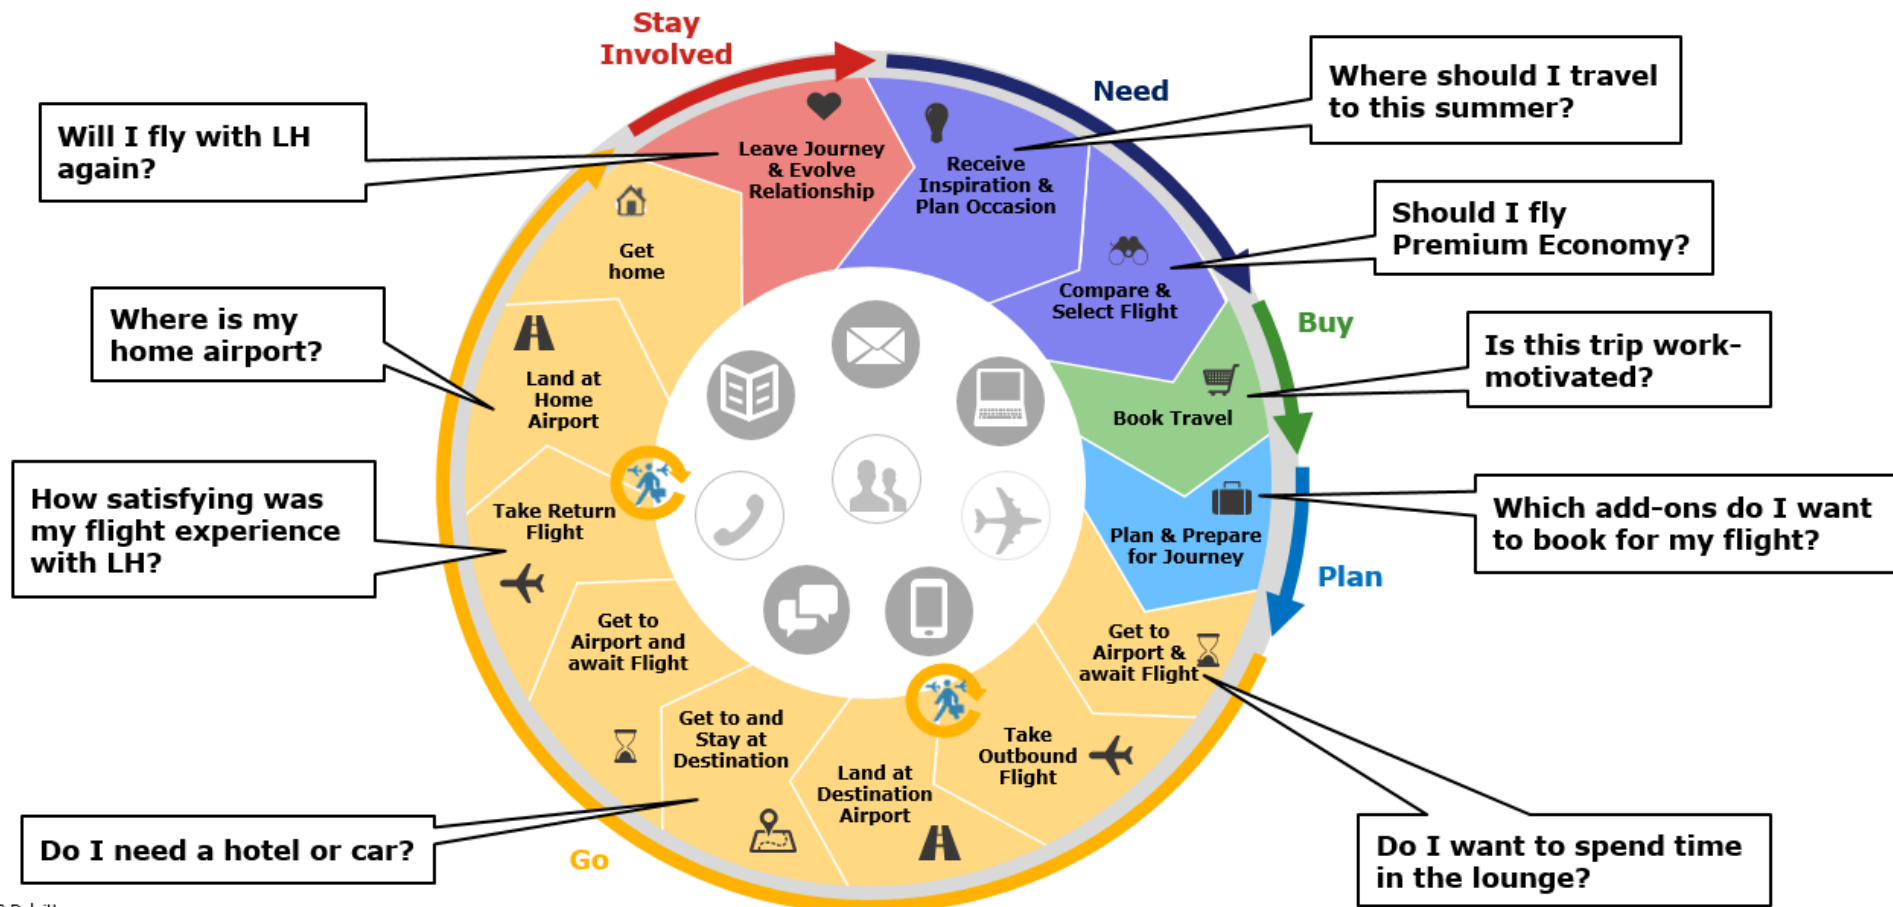 Stay
Involved
Need
Where should I travel
to this summer?
Will I fly with LH
again?
Leave Journey
& Evolve
Relationship
Receive
Inspiration &
Plan Occasion
Should I fly
Premium Economy?
Get
home
Compare &
Select Flight
Buy
Where is my
home airport?
Is this trip work-
motivated?
Land at
Home
Airport
Book Travel
How satisfying was
my flight experience
with LH?
Take Return
Flight
Plan & Prepare
for Journey
Which add-ons do I want
to book for my flight?
Plan
Get to
Airport and
await Flight
Get to
Airport &
await Flight
Get to and
Stay at
Destination
Take
Outbound
Flight
Land at
Destination
Airport
Do I need a hotel or car?
Go
Do I want to spend time
in the lounge?